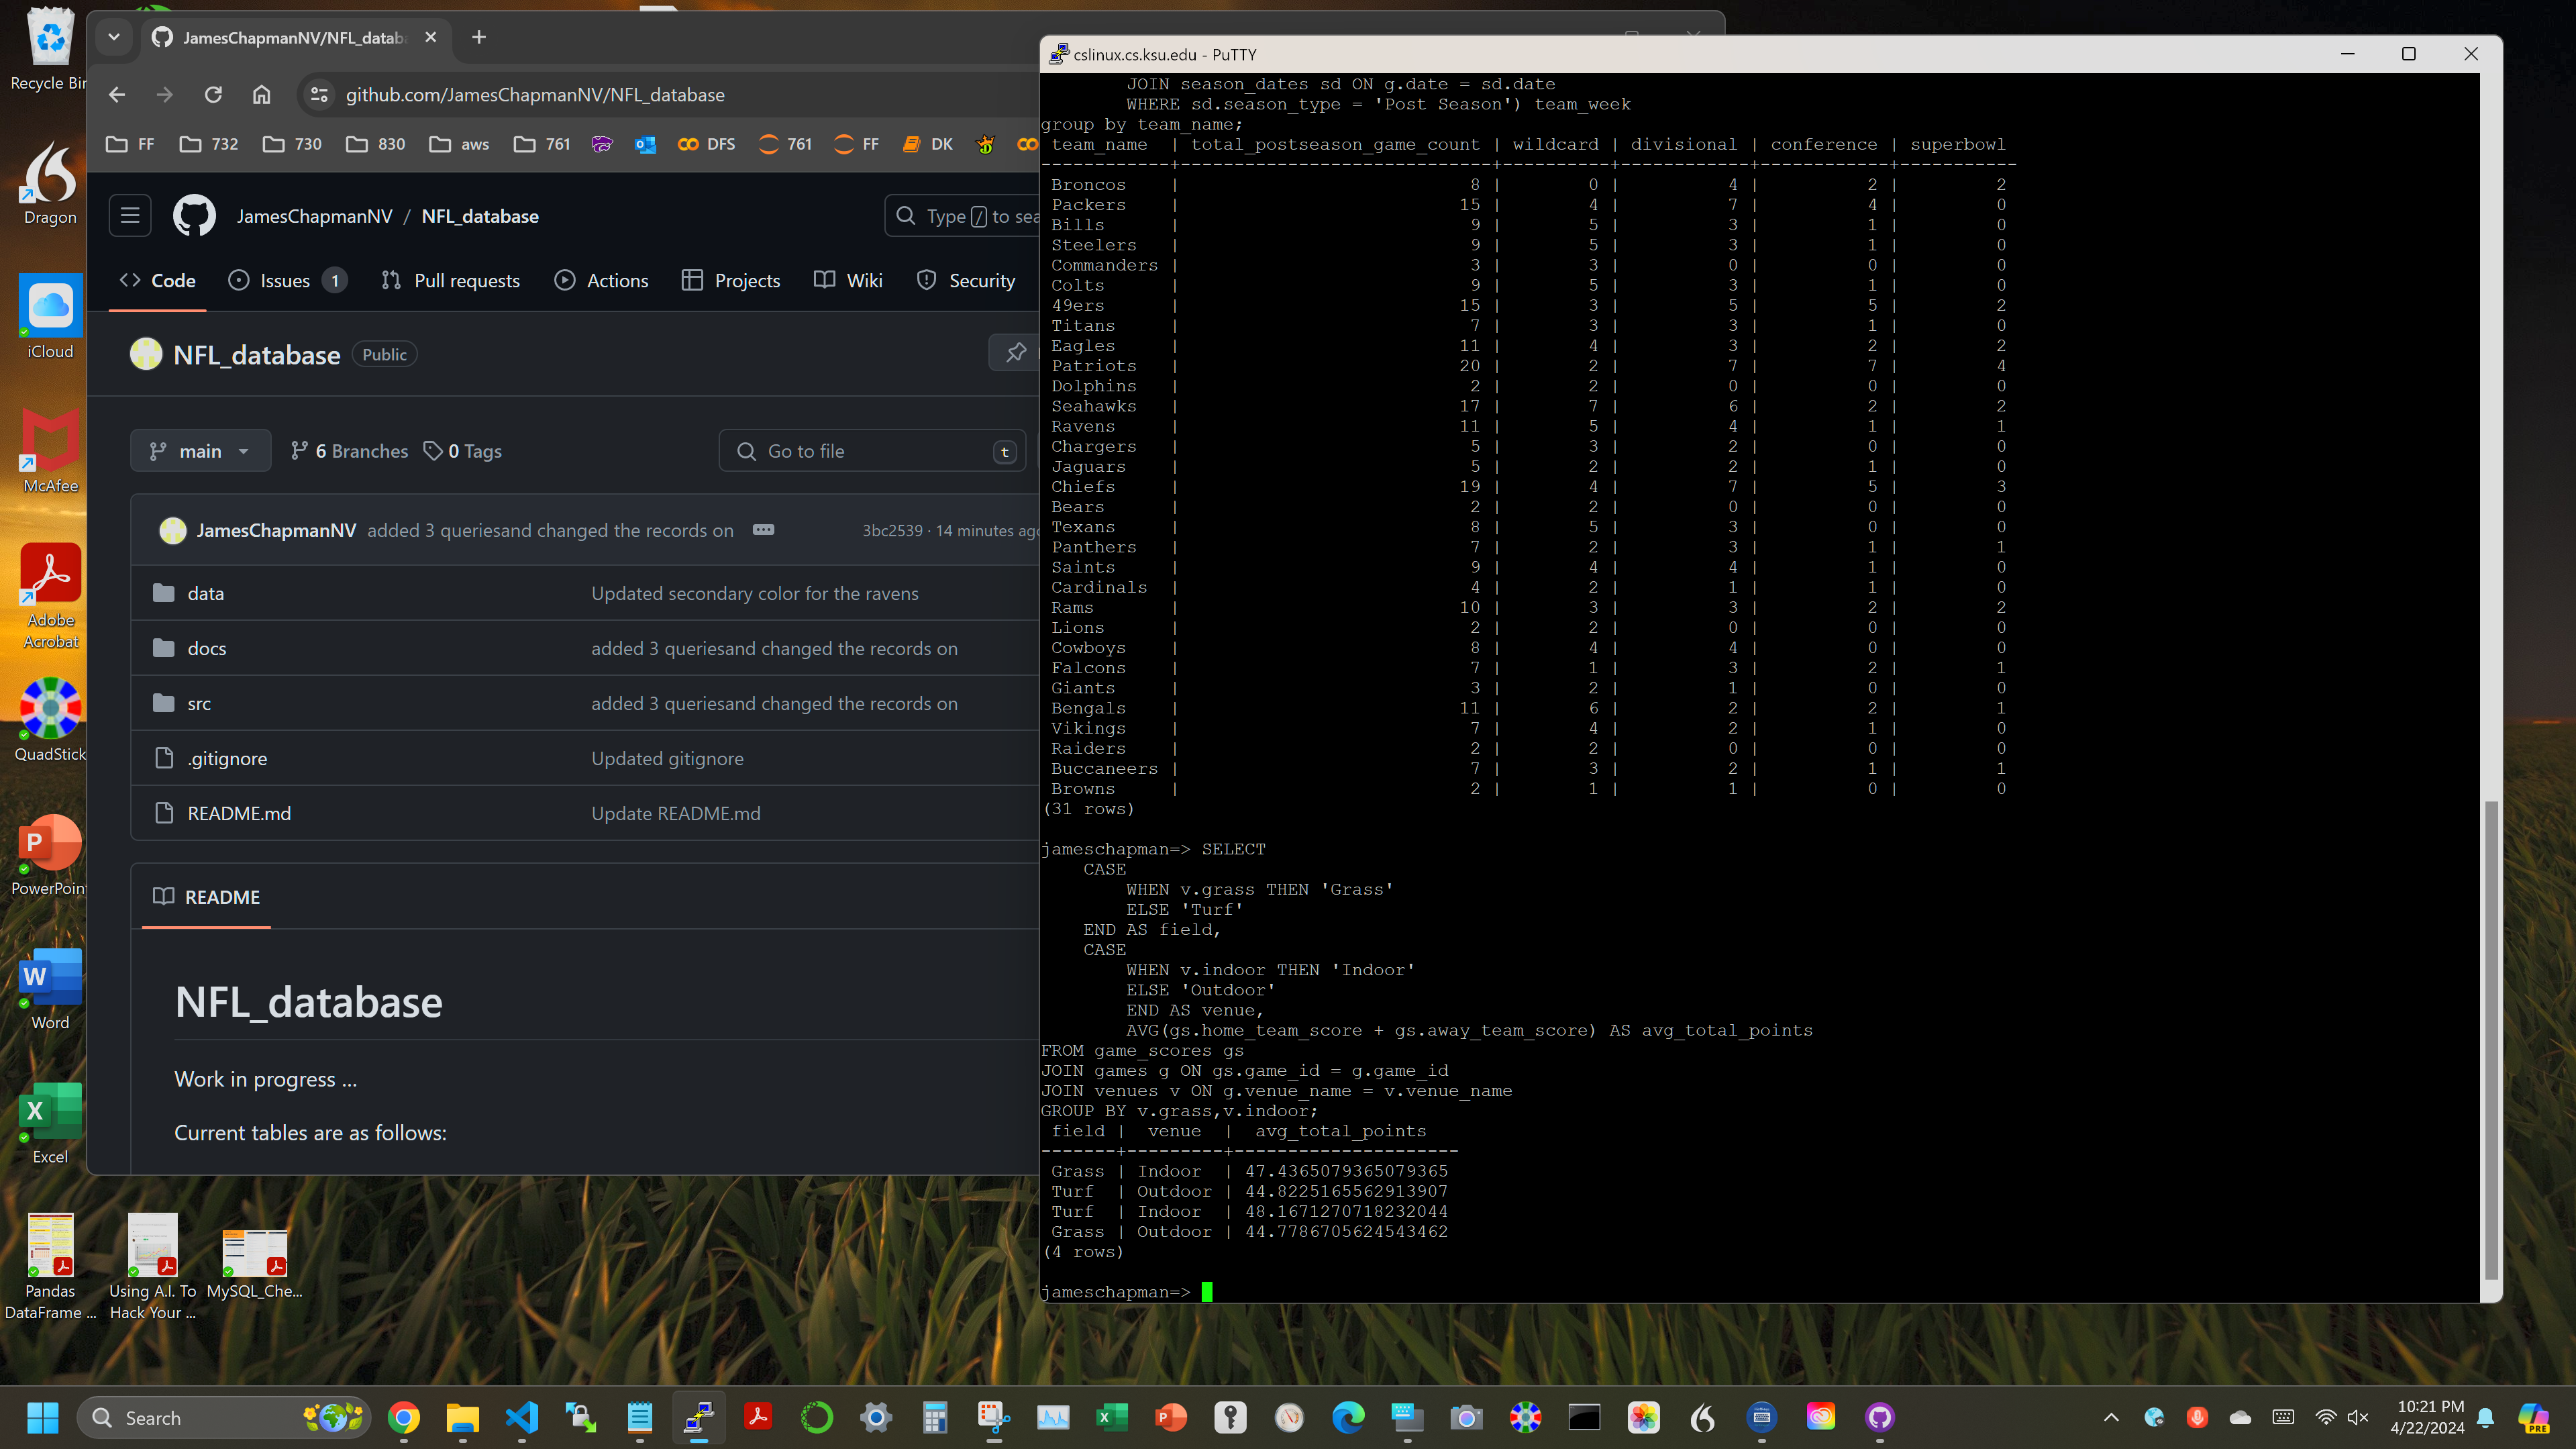 Recycle Bin
Dragon
iCloud
McAfee
Adobe
Acrobat
QuadStick
PowerPoint
Word
Excel
Pandas
DataFrame ...
Using A.I. To
Hack Your ...
MySQL_Che...
JamesChapmanNV/NFL_datab
github.com/JamesChapmanNV/NFL_database
FF 732 730 830 aws 761 DFS 761 FF DK
JamesChapmanNV / NFL_database
Type / to sea
Code Issues 1 Pull requests Actions Projects Wiki Security
NFL_database Public
main 6 Branches 0 Tags Go to file t
JamesChapmanNV added 3 queriesand changed the records on 3bc2539 · 14 minutes ago
data Updated secondary color for the ravens
docs added 3 queriesand changed the records on
src added 3 queriesand changed the records on
.gitignore Updated gitignore
README.md Update README.md
README
NFL_database
Work in progress ...
Current tables are as follows:
cslinux.cs.ksu.edu - PuTTY
JOIN season_dates sd ON g.date = sd.date
WHERE sd.season_type = 'Post Season') team_week
group by team_name;
team_name | total_postseason_game_count | wildcard | divisional | conference | superbowl
------------+-----------------------------+----------+------------+------------+-----------
Broncos | 8 | 0 | 4 | 2 | 2
Packers | 15 | 4 | 7 | 4 | 0
Bills | 9 | 5 | 3 | 1 | 0
Steelers | 9 | 5 | 3 | 1 | 0
Commanders | 3 | 3 | 0 | 0 | 0
Colts | 9 | 5 | 3 | 1 | 0
49ers | 15 | 3 | 5 | 5 | 2
Titans | 7 | 3 | 3 | 1 | 0
Eagles | 11 | 4 | 3 | 2 | 2
Patriots | 20 | 2 | 7 | 7 | 4
Dolphins | 2 | 2 | 0 | 0 | 0
Seahawks | 17 | 7 | 6 | 2 | 2
Ravens | 11 | 5 | 4 | 1 | 1
Chargers | 5 | 3 | 2 | 0 | 0
Jaguars | 5 | 2 | 2 | 1 | 0
Chiefs | 19 | 4 | 7 | 5 | 3
Bears | 2 | 2 | 0 | 0 | 0
Texans | 8 | 5 | 3 | 0 | 0
Panthers | 7 | 2 | 3 | 1 | 1
Saints | 9 | 4 | 4 | 1 | 0
Cardinals | 4 | 2 | 1 | 1 | 0
Rams | 10 | 3 | 3 | 2 | 2
Lions | 2 | 2 | 0 | 0 | 0
Cowboys | 8 | 4 | 4 | 0 | 0
Falcons | 7 | 1 | 3 | 2 | 1
Giants | 3 | 2 | 1 | 0 | 0
Bengals | 11 | 6 | 2 | 2 | 1
Vikings | 7 | 4 | 2 | 1 | 0
Raiders | 2 | 2 | 0 | 0 | 0
Buccaneers | 7 | 3 | 2 | 1 | 1
Browns | 2 | 1 | 1 | 0 | 0
(31 rows)
jameschapman=> SELECT
CASE
WHEN v.grass THEN 'Grass'
ELSE 'Turf'
END AS field,
CASE
WHEN v.indoor THEN 'Indoor'
ELSE 'Outdoor'
END AS venue,
AVG(gs.home_team_score + gs.away_team_score) AS avg_total_points
FROM game_scores gs
JOIN games g ON gs.game_id = g.game_id
JOIN venues v ON g.venue_name = v.venue_name
GROUP BY v.grass,v.indoor;
field | venue | avg_total_points
-------+---------+---------------------
Grass | Indoor | 47.4365079365079365
Turf | Outdoor | 44.8225165562913907
Turf | Indoor | 48.1671270718232044
Grass | Outdoor | 44.7786705624543462
(4 rows)
jameschapman=>
Search
10:21 PM
4/22/2024
PRE